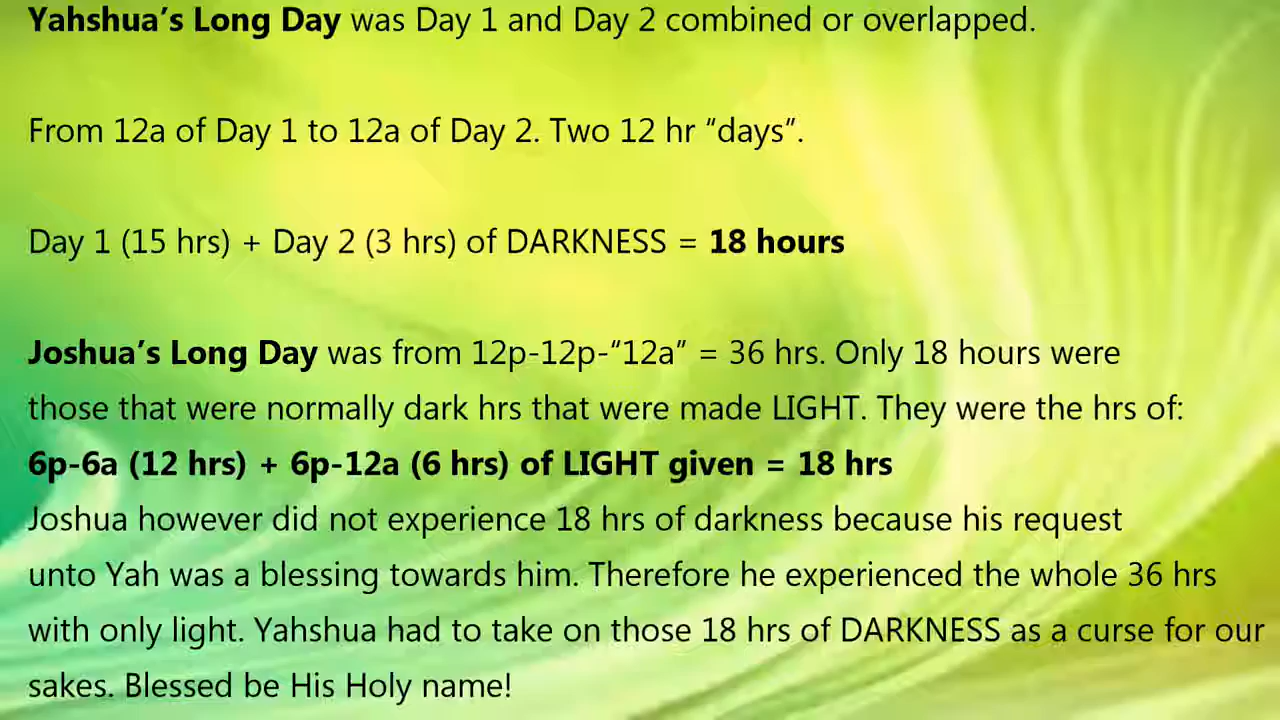 Yahshua’s Long Day was Day 1 and Day 2 combined or overlapped.
From 12a of Day 1 to 12a of Day 2. Two 12 hr “days”.
Day 1 (15 hrs) + Day 2 (3 hrs) of DARKNESS = 18 hours
Joshua’s Long Day was from 12p-12p-“12a” = 36 hrs. Only 18 hours were
those that were normally dark hrs that were made LIGHT. They were the hrs of:
6p-6a (12 hrs) + 6p-12a (6 hrs) of LIGHT given = 18 hrs
Joshua however did not experience 18 hrs of darkness because his request
unto Yah was a blessing towards him. Therefore he experienced the whole 36 hrs
with only light. Yahshua had to take on those 18 hrs of DARKNESS as a curse for our
sakes. Blessed be His Holy name!